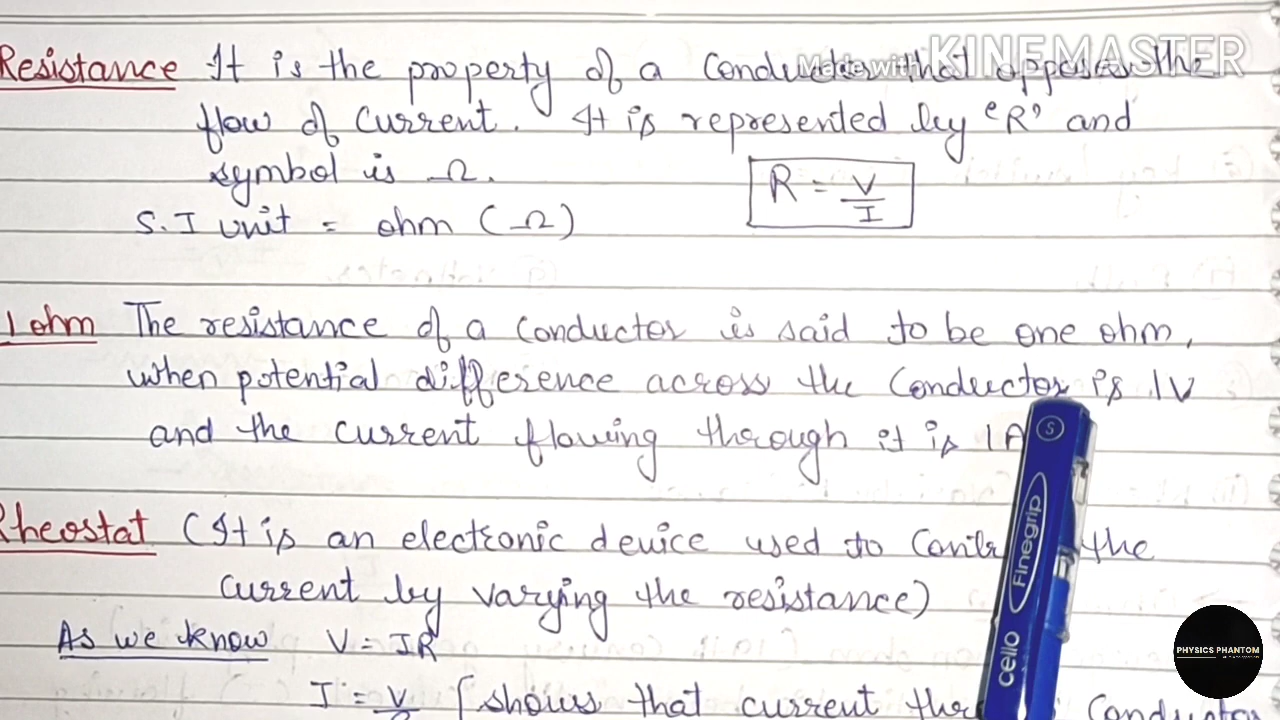 Made with KINEMASTER
Resistance It is the property of a conductor that opposes the
flow of current. It is represented by 'R' and
symbol is Ω.
R = V/I
S.I unit = ohm (Ω)
1 ohm The resistance of a conductor is said to be one ohm,
when potential difference across the conductor is 1V
and the current flowing through it is 1A
Rheostat (It is an electronic device used to contr the
current by varying the resistance)
As we know V = IR
I = V [shows that current thr conductor
S
Finegrip
cello
PHYSICS PHANTOM